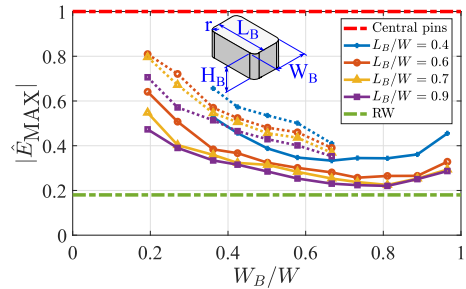 |Ê_MAX|
1
0.8
0.6
0.4
0.2
0
0
0.2
0.4
0.6
0.8
1
W_B/W
r
L_B
H_B
W_B
Central pins
L_B/W = 0.4
L_B/W = 0.6
L_B/W = 0.7
L_B/W = 0.9
RW